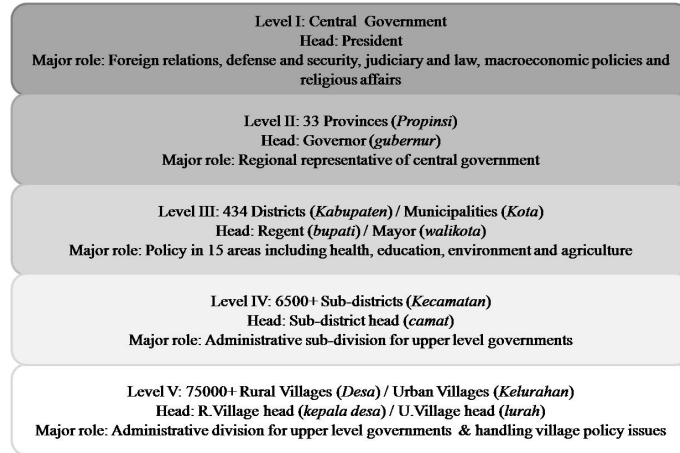 Level I: Central Government
Head: President
Major role: Foreign relations, defense and security, judiciary and law, macroeconomic policies and
religious affairs
Level II: 33 Provinces (Propinsi)
Head: Governor (gubernur)
Major role: Regional representative of central government
Level III: 434 Districts (Kabupaten) / Municipalities (Kota)
Head: Regent (bupati) / Mayor (walikota)
Major role: Policy in 15 areas including health, education, environment and agriculture
Level IV: 6500+ Sub-districts (Kecamatan)
Head: Sub-district head (camat)
Major role: Administrative sub-division for upper level governments
Level V: 75000+ Rural Villages (Desa) / Urban Villages (Kelurahan)
Head: R.Village head (kepala desa) / U.Village head (lurah)
Major role: Administrative division for upper level governments & handling village policy issues